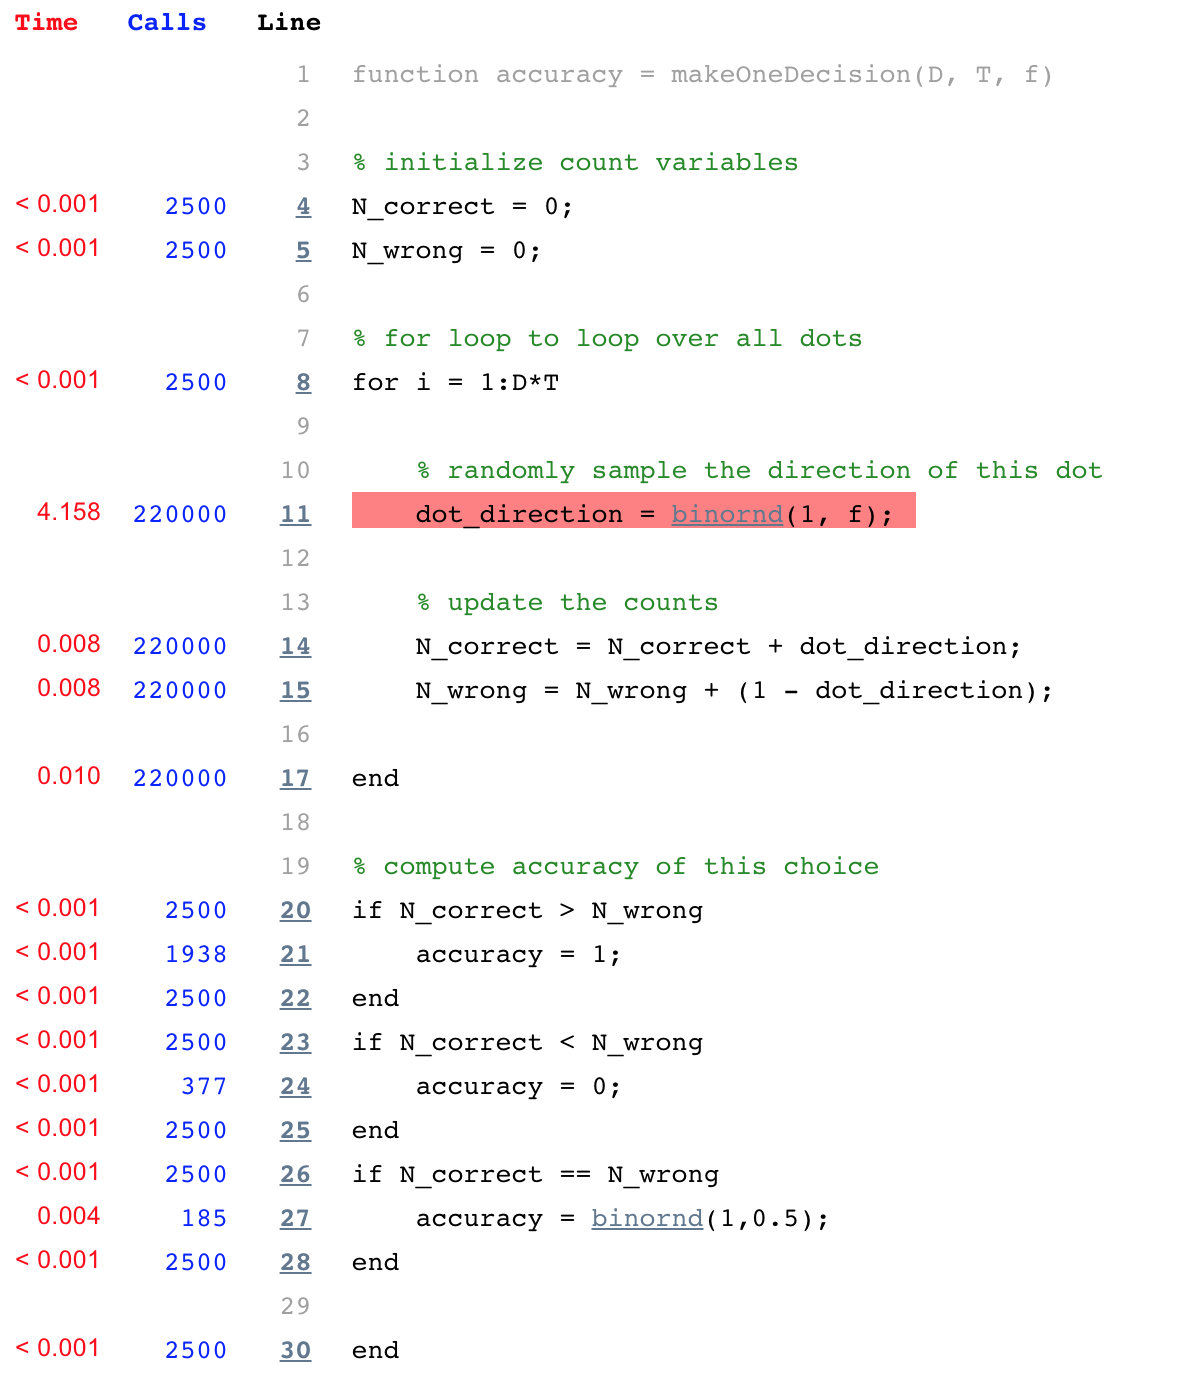 Time Calls Line
1 function accuracy = makeOneDecision(D, T, f)
2
3 % initialize count variables
< 0.001 2500 4 N_correct = 0;
< 0.001 2500 5 N_wrong = 0;
6
7 % for loop to loop over all dots
< 0.001 2500 8 for i = 1:D*T
9
10 % randomly sample the direction of this dot
4.158 220000 11 dot_direction = binornd(1, f);
12
13 % update the counts
0.008 220000 14 N_correct = N_correct + dot_direction;
0.008 220000 15 N_wrong = N_wrong + (1 - dot_direction);
16
0.010 220000 17 end
18
19 % compute accuracy of this choice
< 0.001 2500 20 if N_correct > N_wrong
< 0.001 1938 21 accuracy = 1;
< 0.001 2500 22 end
< 0.001 2500 23 if N_correct < N_wrong
< 0.001 377 24 accuracy = 0;
< 0.001 2500 25 end
< 0.001 2500 26 if N_correct == N_wrong
0.004 185 27 accuracy = binornd(1,0.5);
< 0.001 2500 28 end
29
< 0.001 2500 30 end